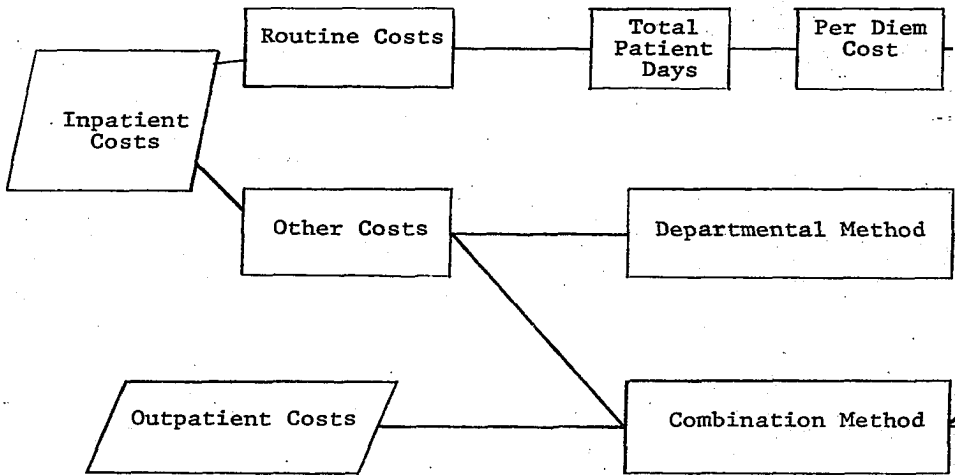 Routine Costs
Total
Patient
Days
Per Diem
Cost
Inpatient
Costs
Other Costs
Departmental Method
Outpatient Costs
Combination Method